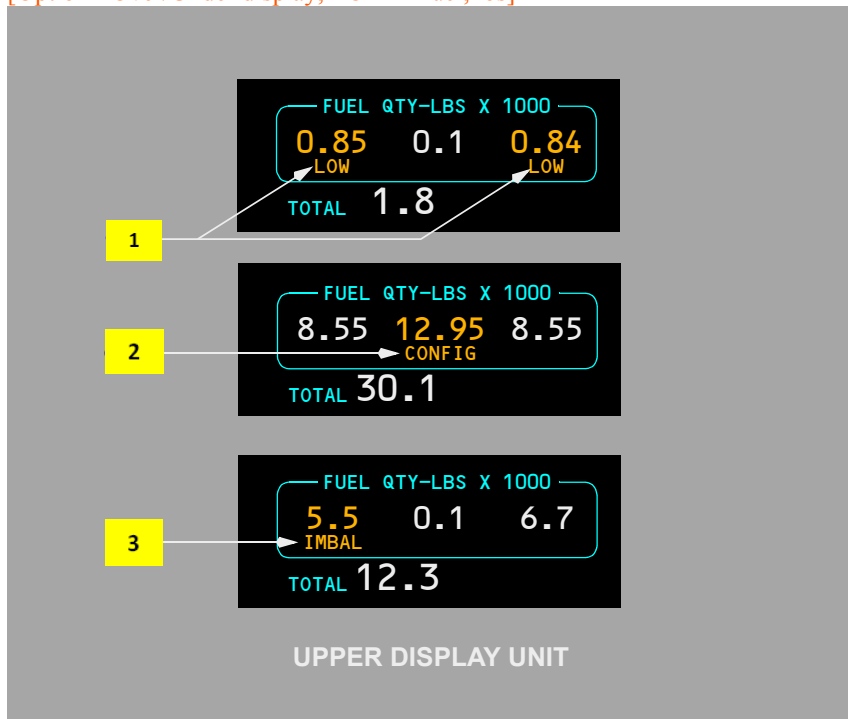 FUEL QTY-LBS X 1000
0.85 0.1 0.84
LOW LOW
TOTAL 1.8
1
FUEL QTY-LBS X 1000
8.55 12.95 8.55
CONFIG
2
TOTAL 30.1
FUEL QTY-LBS X 1000
5.5 0.1 6.7
IMBAL
3
TOTAL 12.3
UPPER DISPLAY UNIT